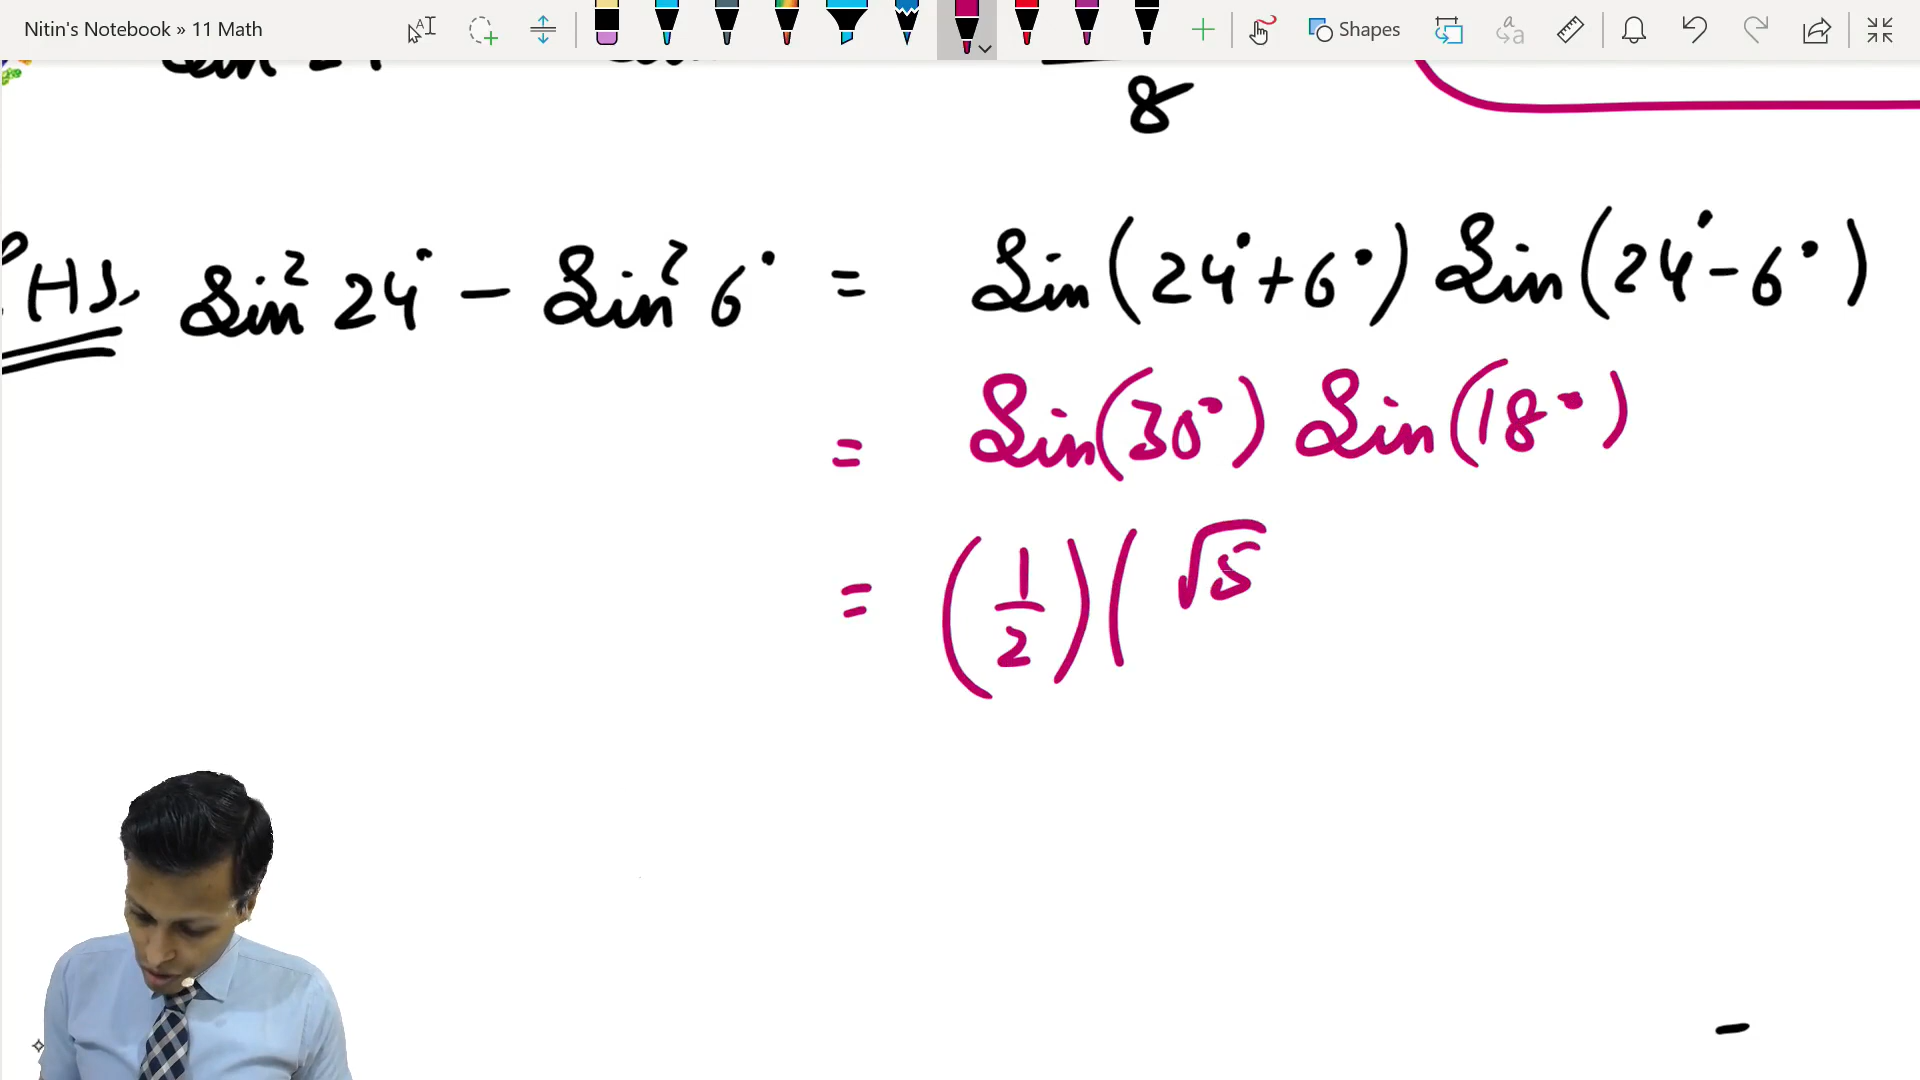 Nitin's Notebook » 11 Math
Shapes
8
LHS. Sin² 24° - Sin² 6° = Sin(24°+6°) Sin(24°-6°)
= Sin(30°) Sin(18°)
= (1/2)( √5